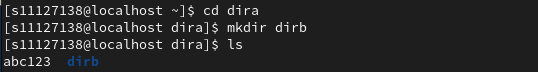 [s11127138@localhost ~]$ cd dira
[s11127138@localhost dira]$ mkdir dirb
[s11127138@localhost dira]$ ls
abc123  dirb